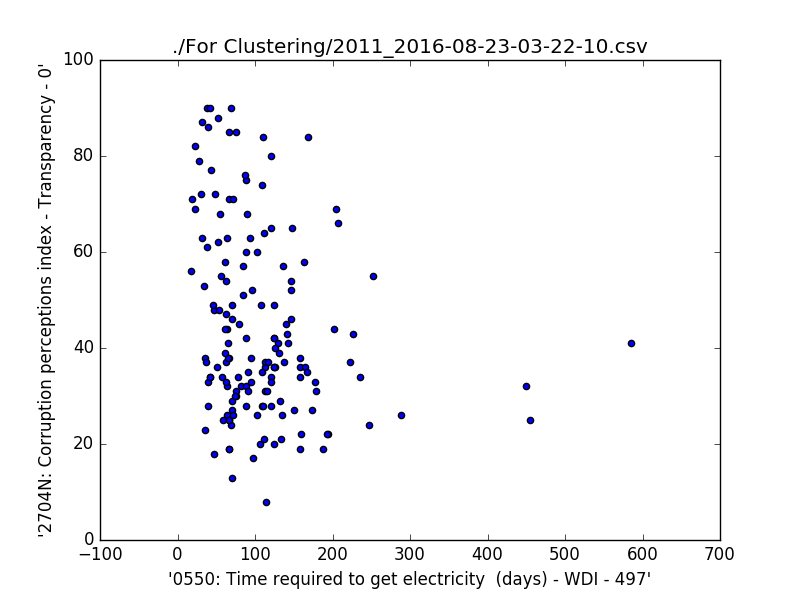 ./For Clustering/2011_2016-08-23-03-22-10.csv
100
80
60
40
20
0
'2704N: Corruption perceptions index - Transparency - 0'
−100 0 100 200 300 400 500 600 700
'0550: Time required to get electricity  (days) - WDI - 497'